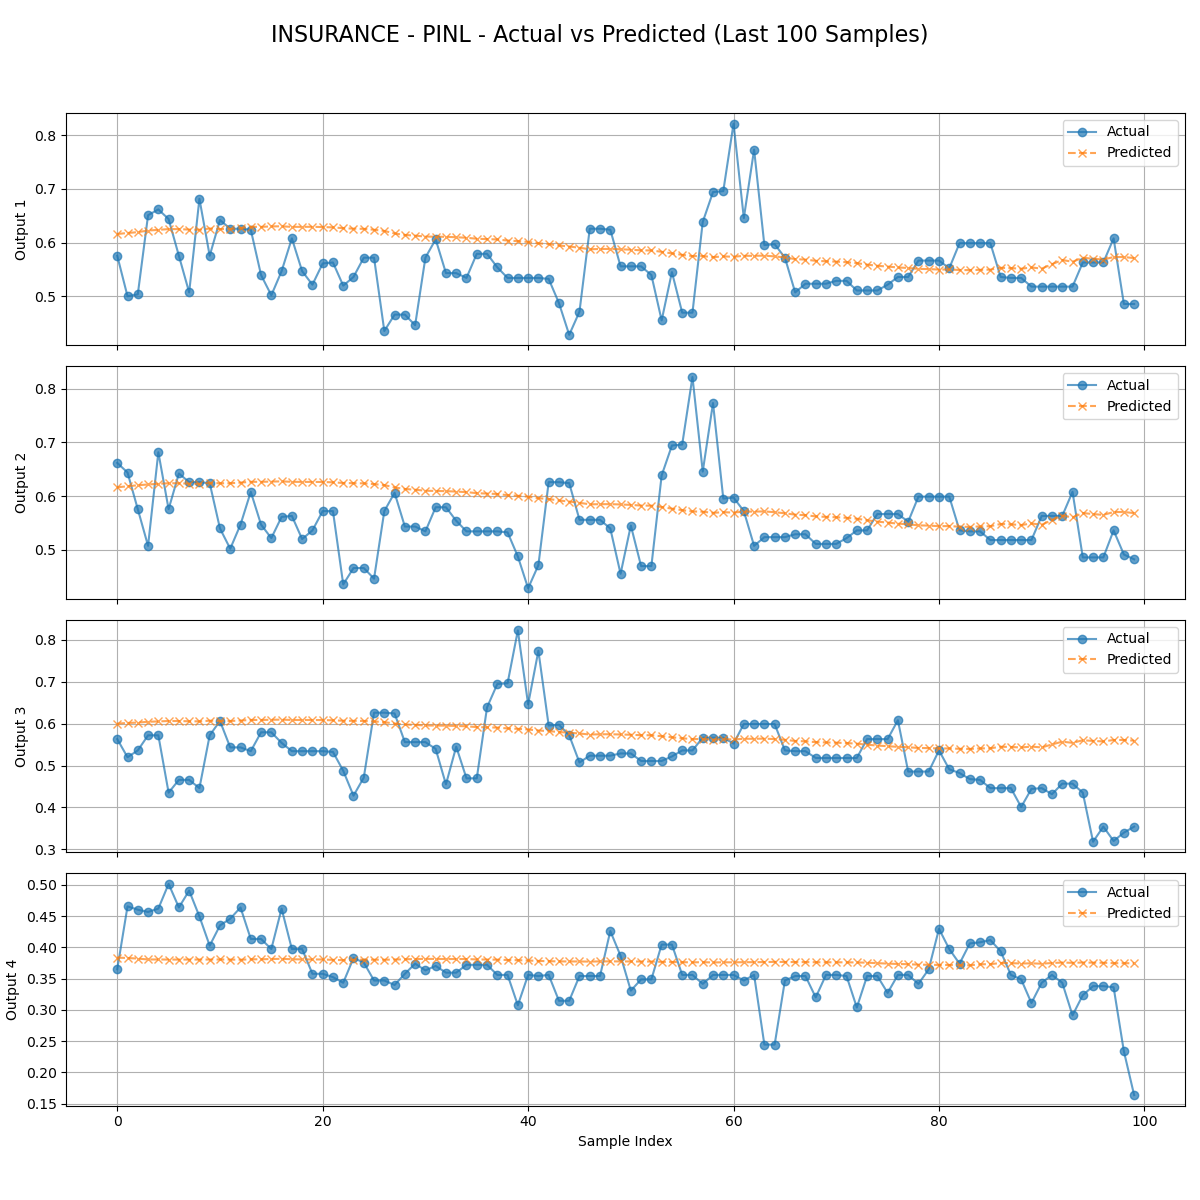 INSURANCE - PINL - Actual vs Predicted (Last 100 Samples)
Output 1
0.8
0.7
0.6
0.5
Actual
Predicted
Output 2
0.8
0.7
0.6
0.5
Actual
Predicted
Output 3
0.8
0.7
0.6
0.5
0.4
0.3
Actual
Predicted
Output 4
0.50
0.45
0.40
0.35
0.30
0.25
0.20
0.15
Actual
Predicted
0 20 40 60 80 100
Sample Index